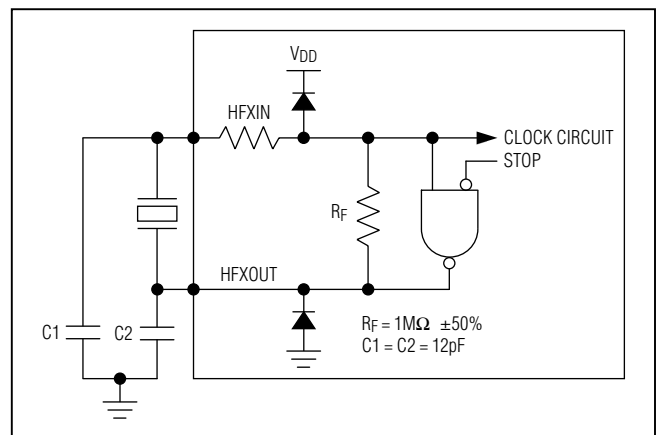 VDD
HFXIN
CLOCK CIRCUIT
STOP
RF
HFXOUT
C1
C2
RF = 1MΩ ±50%
C1 = C2 = 12pF